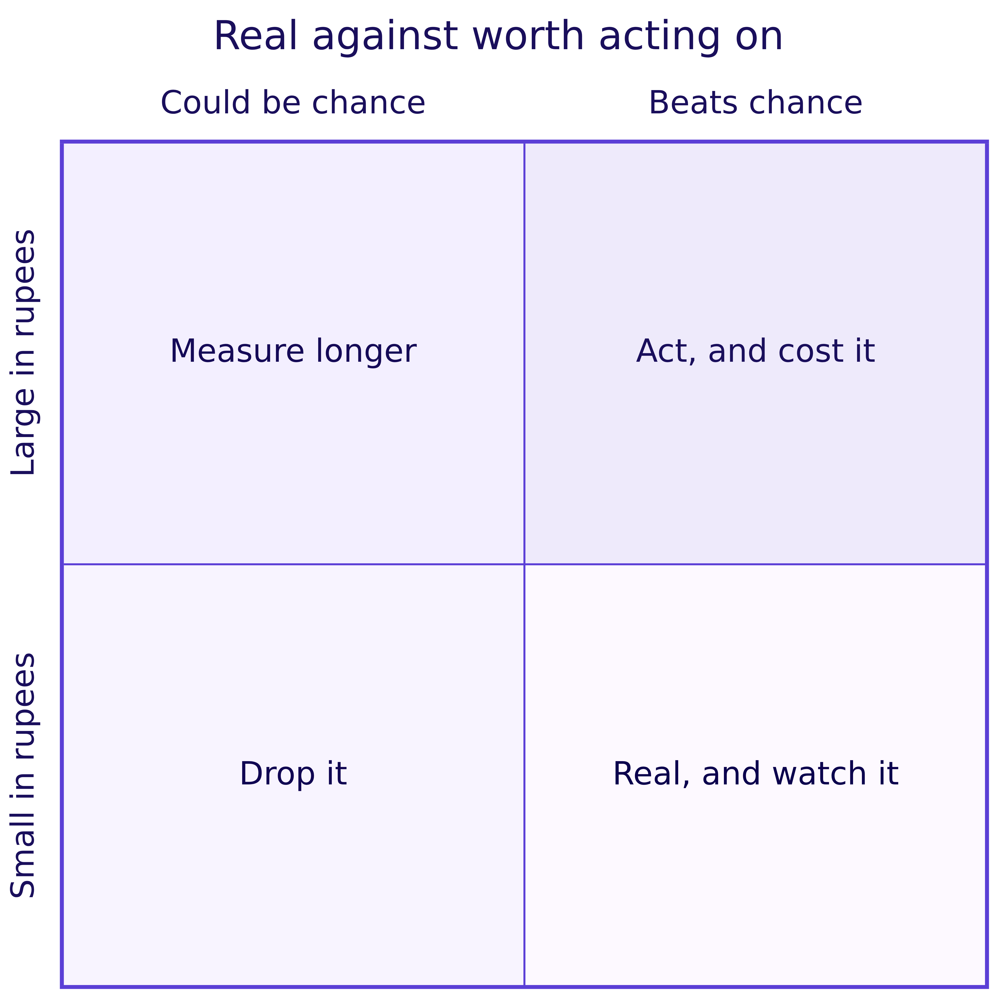 Real against worth acting on
Could be chance
Beats chance
Large in rupees
Measure longer
Act, and cost it
Small in rupees
Drop it
Real, and watch it